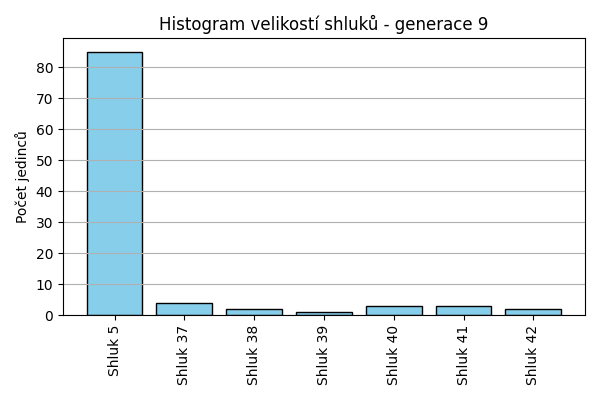 Histogram velikostí shluků - generace 9
Počet jedinců
80
70
60
50
40
30
20
10
0
Shluk 5
Shluk 37
Shluk 38
Shluk 39
Shluk 40
Shluk 41
Shluk 42